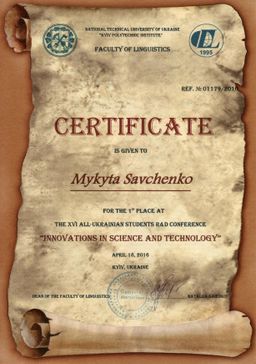 NATIONAL TECHNICAL UNIVERSITY OF UKRAINE
"KYIV POLYTECHNIC INSTITUTE"
FACULTY OF LINGUISTICS
1995
REF. № 01179/2016
CERTIFICATE
IS GIVEN TO
Mykyta Savchenko
FOR THE 1ST PLACE AT
THE XVI ALL-UKRAINIAN STUDENTS R&D CONFERENCE
"INNOVATIONS IN SCIENCE AND TECHNOLOGY"
APRIL 18, 2016
KYIV, UKRAINE
DEAN OF THE FACULTY OF LINGUISTICS